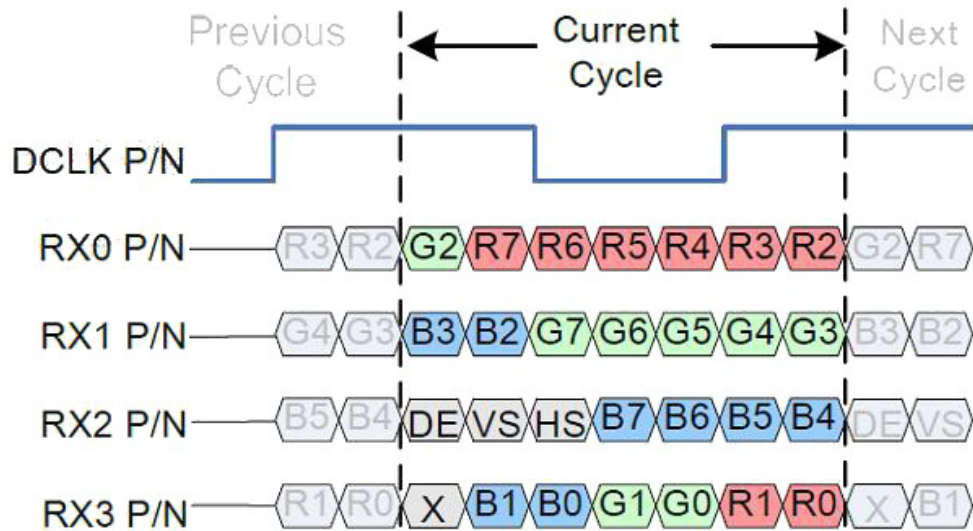 Previous Cycle
Current Cycle
Next Cycle
DCLK P/N
RX0 P/N R3 R2 G2 R7 R6 R5 R4 R3 R2 G2 R7
RX1 P/N G4 G3 B3 B2 G7 G6 G5 G4 G3 B3 B2
RX2 P/N B5 B4 DE VS HS B7 B6 B5 B4 DE VS
RX3 P/N R1 R0 X B1 B0 G1 G0 R1 R0 X B1